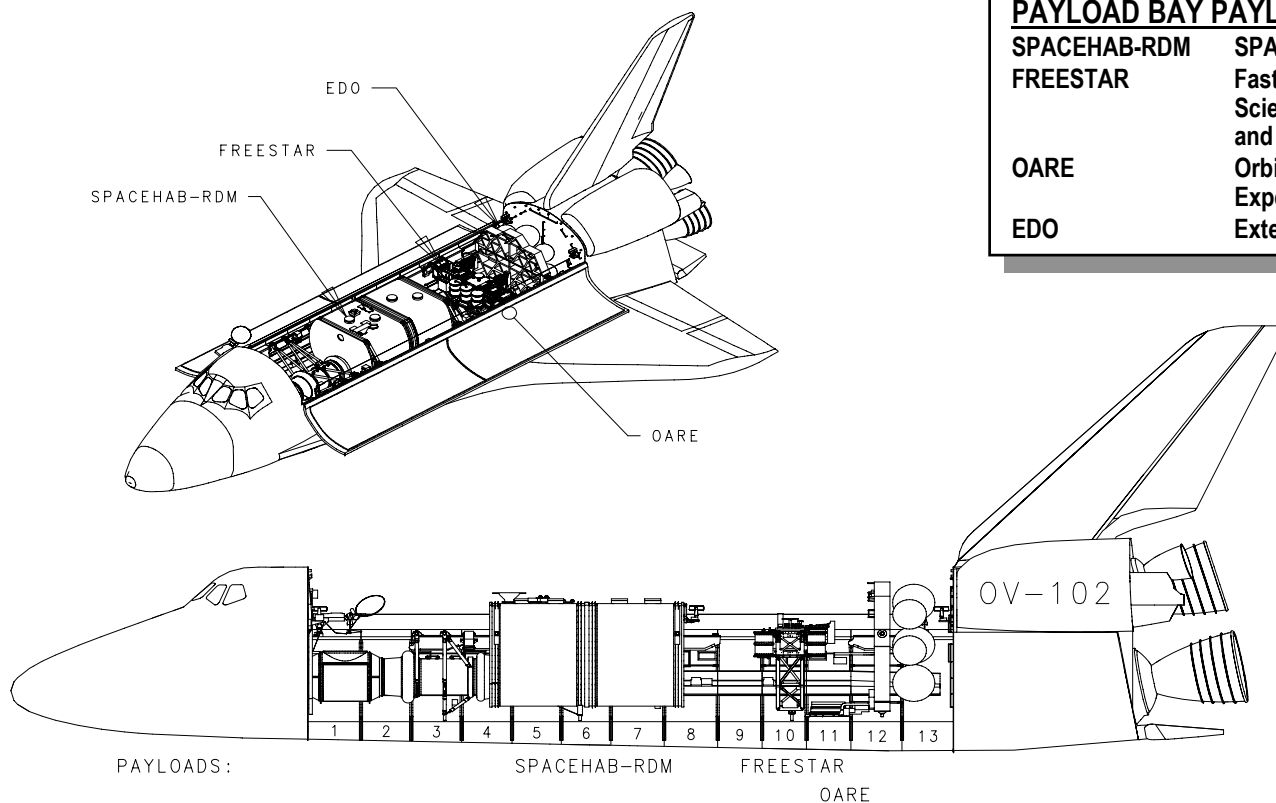 PAYLOAD BAY PAYL
SPACEHAB-RDM SPA
FREESTAR Fast
Scie
and
OARE Orbi
Expe
EDO Exte
EDO
FREESTAR
SPACEHAB-RDM
OARE
OV-102
1 2 3 4 5 6 7 8 9 10 11 12 13
PAYLOADS: SPACEHAB-RDM FREESTAR
OARE